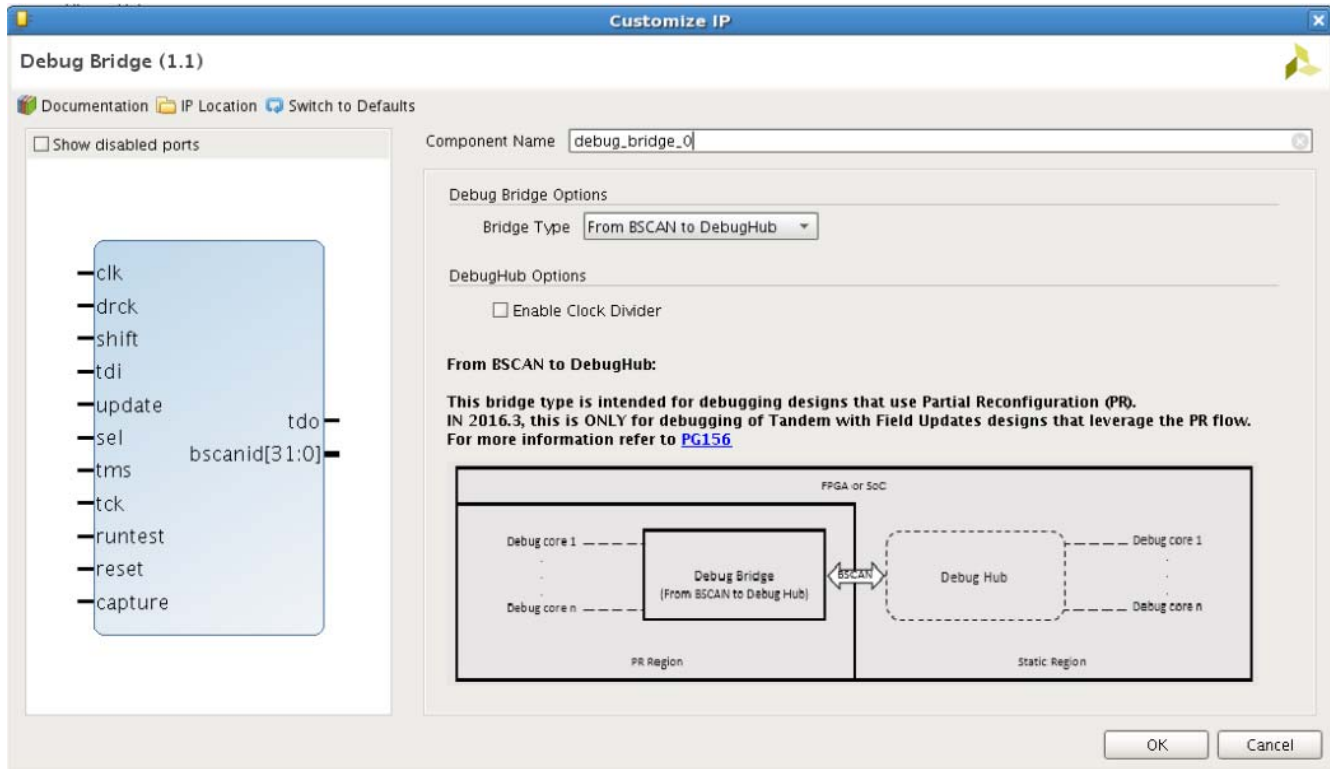 Customize IP
Debug Bridge (1.1)
Documentation IP Location Switch to Defaults
Show disabled ports
clk
drck
shift
tdi
update
sel
tms
tck
runtest
reset
capture
tdo
bscanid[31:0]
Component Name debug_bridge_0
Debug Bridge Options
Bridge Type From BSCAN to DebugHub
DebugHub Options
Enable Clock Divider
From BSCAN to DebugHub:
This bridge type is intended for debugging designs that use Partial Reconfiguration (PR).
IN 2016.3, this is ONLY for debugging of Tandem with Field Updates designs that leverage the PR flow.
For more information refer to PG156
FPGA or SoC
Debug core 1
Debug core n
Debug Bridge
(From BSCAN to Debug Hub)
BSCAN
Debug Hub
Debug core 1
Debug core n
PR Region
Static Region
OK Cancel